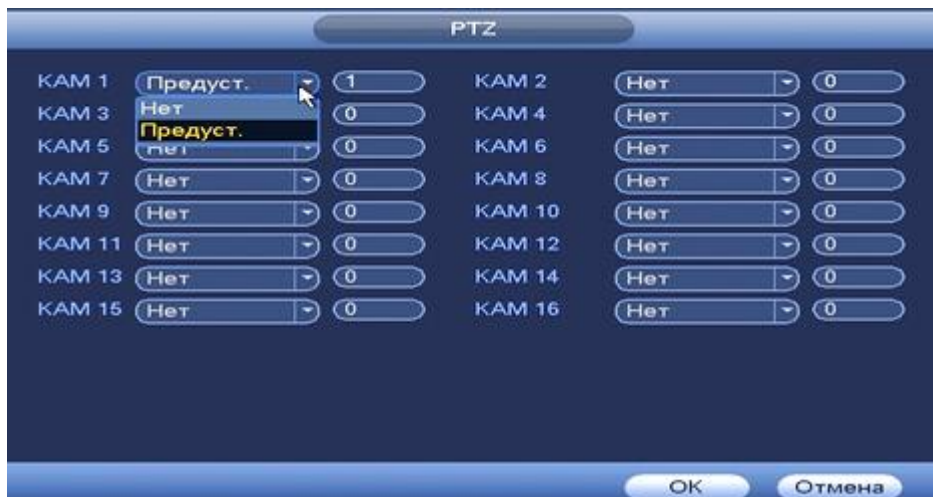 PTZ
КАМ 1 Предуст. 1 КАМ 2 Нет 0
Нет
КАМ 3 0 КАМ 4 Нет 0
Предуст.
КАМ 5 Нет 0 КАМ 6 Нет 0
КАМ 7 Нет 0 КАМ 8 Нет 0
КАМ 9 Нет 0 КАМ 10 Нет 0
КАМ 11 Нет 0 КАМ 12 Нет 0
КАМ 13 Нет 0 КАМ 14 Нет 0
КАМ 15 Нет 0 КАМ 16 Нет 0
ОК Отмена